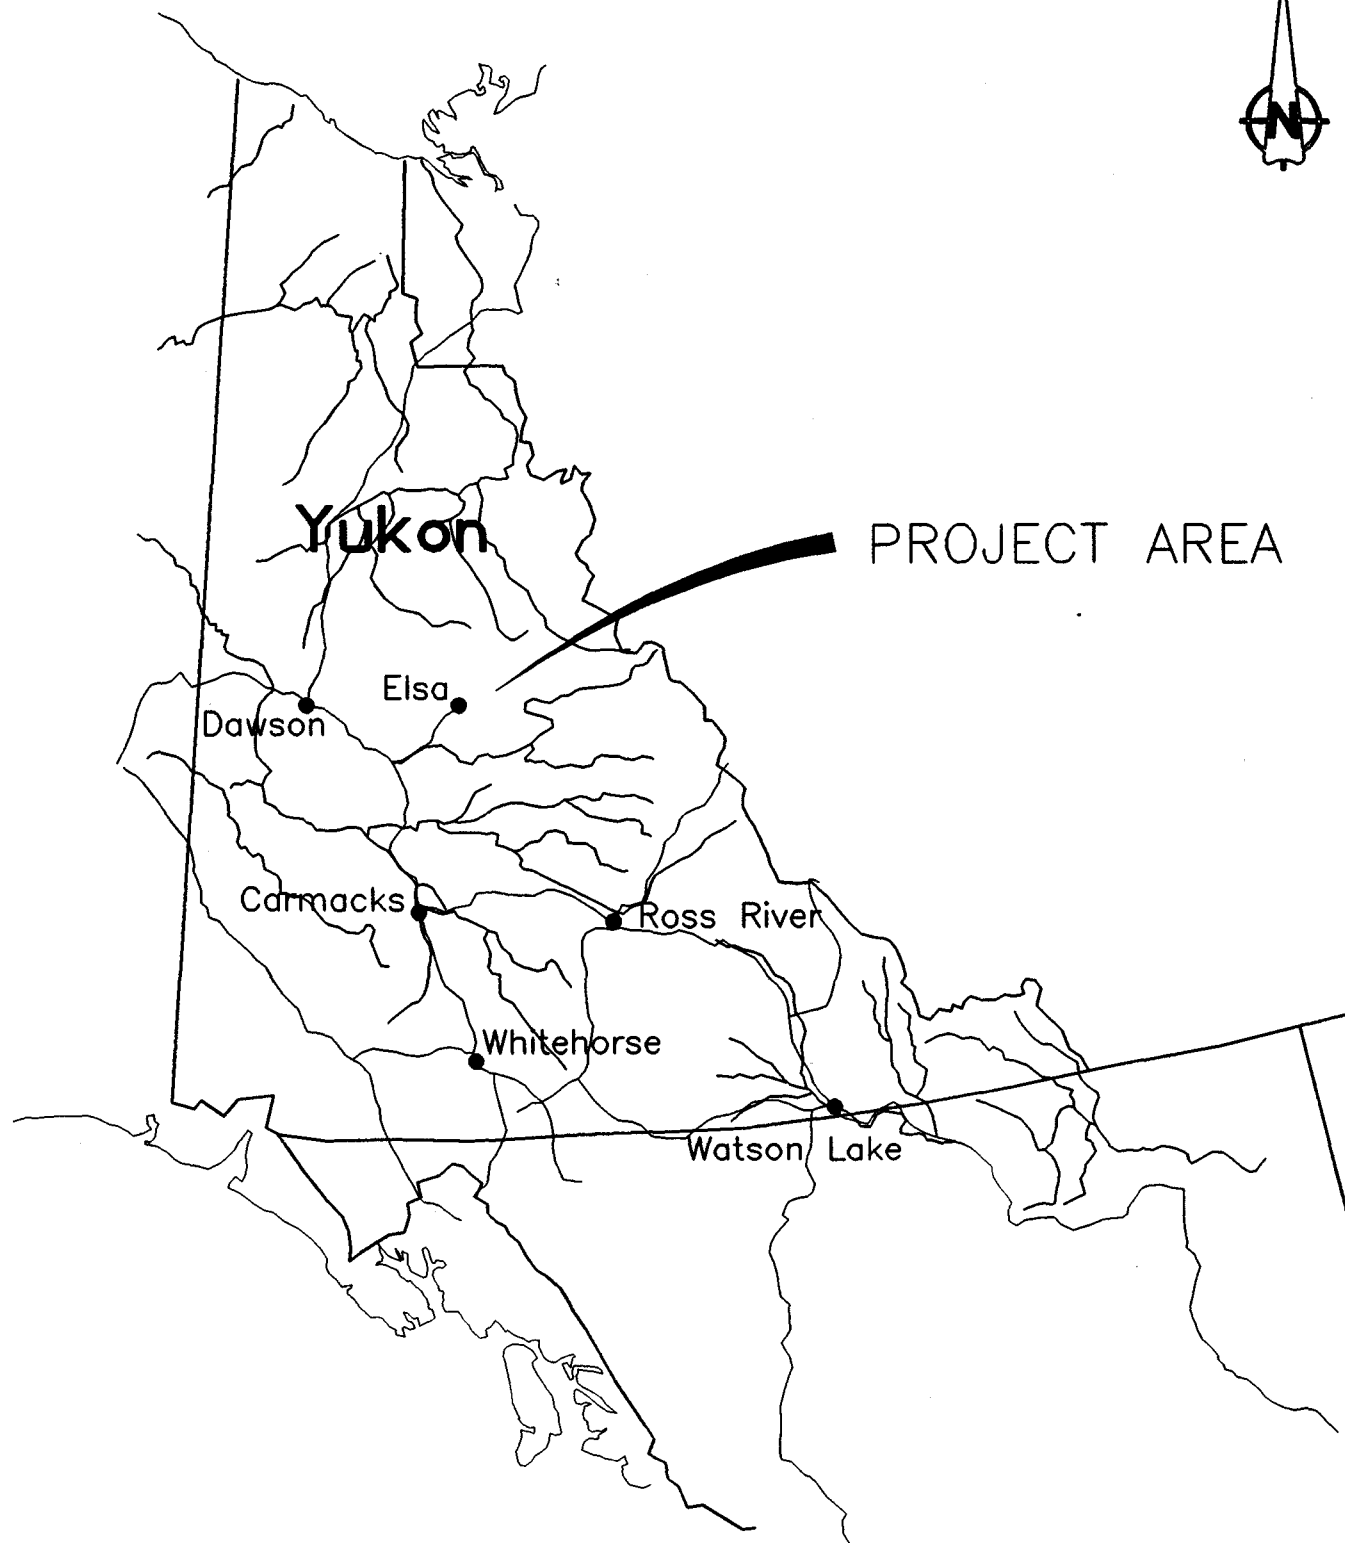 N
Yukon
PROJECT AREA
Elsa
Dawson
Carmacks
Ross River
Whitehorse
Watson Lake